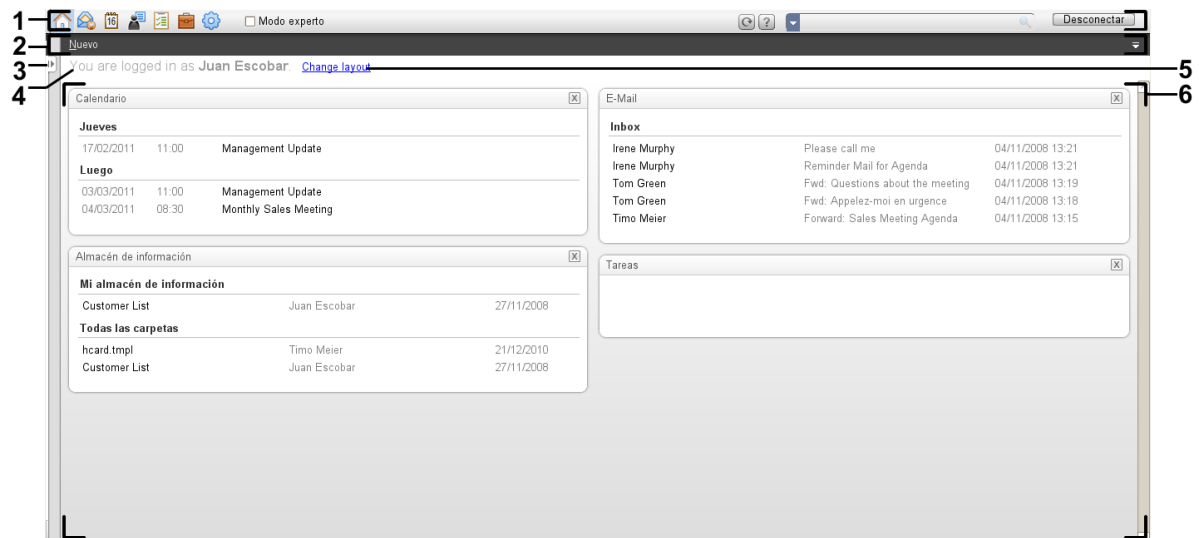 1
16
Modo experto
?
Desconectar
2
Nuevo
3
4
You are logged in as Juan Escobar. Change layout
5
6
Calendario X
Jueves
17/02/2011 11:00 Management Update
Luego
03/03/2011 11:00 Management Update
04/03/2011 08:30 Monthly Sales Meeting
E-Mail X
Inbox
Irene Murphy Please call me 04/11/2008 13:21
Irene Murphy Reminder Mail for Agenda 04/11/2008 13:21
Tom Green Fwd: Questions about the meeting 04/11/2008 13:19
Tom Green Fwd: Appelez-moi en urgence 04/11/2008 13:18
Timo Meier Forward: Sales Meeting Agenda 04/11/2008 13:15
Almacén de información X
Mi almacén de información
Customer List Juan Escobar 27/11/2008
Todas las carpetas
hcard.tmpl Timo Meier 21/12/2010
Customer List Juan Escobar 27/11/2008
Tareas X